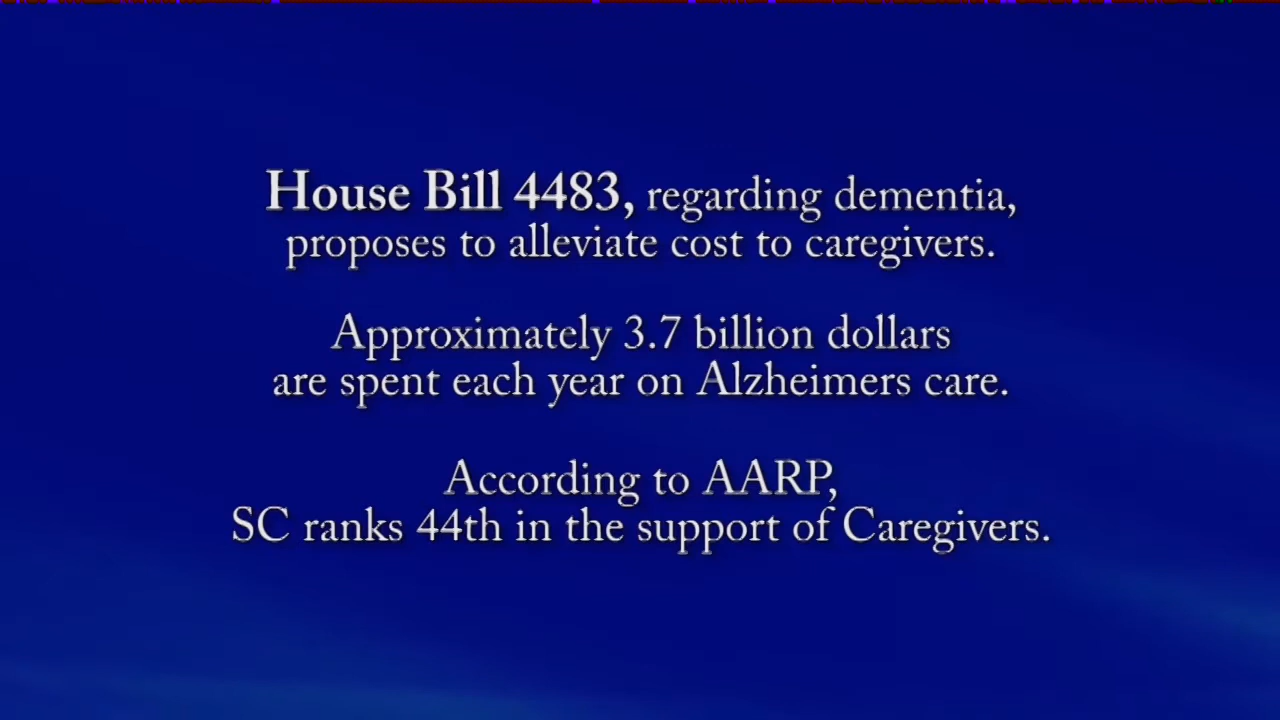 House Bill 4483, regarding dementia,
proposes to alleviate cost to caregivers.
Approximately 3.7 billion dollars
are spent each year on Alzheimers care.
According to AARP,
SC ranks 44th in the support of Caregivers.